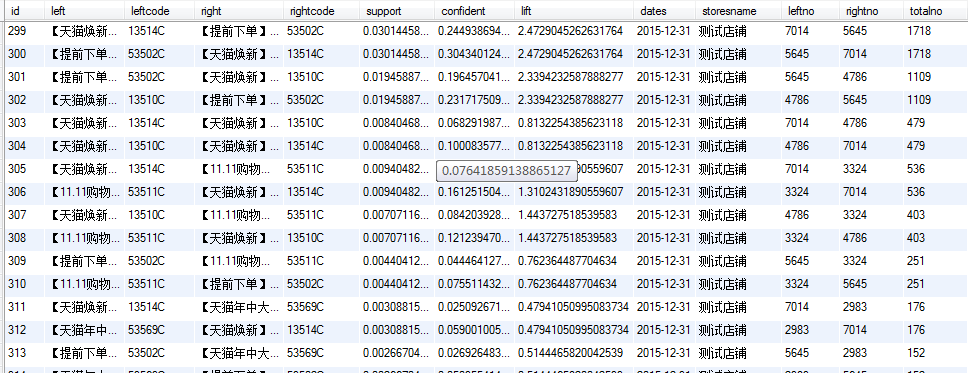 id left leftcode right rightcode support confident lift dates storesname leftno rightno totalno
299 【天猫焕新... 13514C 【提前下单】... 53502C 0.03014458... 0.244938694... 2.4729045262631764 2015-12-31 测试店铺 7014 5645 1718
300 【提前下单... 53502C 【天猫焕新】... 13514C 0.03014458... 0.304340124... 2.4729045262631764 2015-12-31 测试店铺 5645 7014 1718
301 【提前下单... 53502C 【天猫焕新】... 13510C 0.01945887... 0.196457041... 2.3394232587888277 2015-12-31 测试店铺 5645 4786 1109
302 【天猫焕新... 13510C 【提前下单】... 53502C 0.01945887... 0.231717509... 2.3394232587888277 2015-12-31 测试店铺 4786 5645 1109
303 【天猫焕新... 13514C 【天猫焕新】... 13510C 0.00840468... 0.068291987... 0.8132254385623118 2015-12-31 测试店铺 7014 4786 479
304 【天猫焕新... 13510C 【天猫焕新】... 13514C 0.00840468... 0.100083577... 0.8132254385623118 2015-12-31 测试店铺 4786 7014 479
305 【天猫焕新... 13514C 【11.11购物... 53511C 0.00940482... 0.07641859138865127 90559607 2015-12-31 测试店铺 7014 3324 536
306 【11.11购物... 53511C 【天猫焕新】... 13514C 0.00940482... 0.161251504... 1.3102431890559607 2015-12-31 测试店铺 3324 7014 536
307 【天猫焕新... 13510C 【11.11购物... 53511C 0.00707116... 0.084203928... 1.443727518539583 2015-12-31 测试店铺 4786 3324 403
308 【11.11购物... 53511C 【天猫焕新】... 13510C 0.00707116... 0.121239470... 1.443727518539583 2015-12-31 测试店铺 3324 4786 403
309 【提前下单... 53502C 【11.11购物... 53511C 0.00440412... 0.044464127... 0.762364487704634 2015-12-31 测试店铺 5645 3324 251
310 【11.11购物... 53511C 【提前下单】... 53502C 0.00440412... 0.075511432... 0.762364487704634 2015-12-31 测试店铺 3324 5645 251
311 【天猫焕新... 13514C 【天猫年中大... 53569C 0.00308815... 0.025092671... 0.47941050995083734 2015-12-31 测试店铺 7014 2983 176
312 【天猫年中... 53569C 【天猫焕新】... 13514C 0.00308815... 0.059001005... 0.47941050995083734 2015-12-31 测试店铺 2983 7014 176
313 【提前下单... 53502C 【天猫年中大... 53569C 0.00266704... 0.026926483... 0.5144465820042539 2015-12-31 测试店铺 5645 2983 152